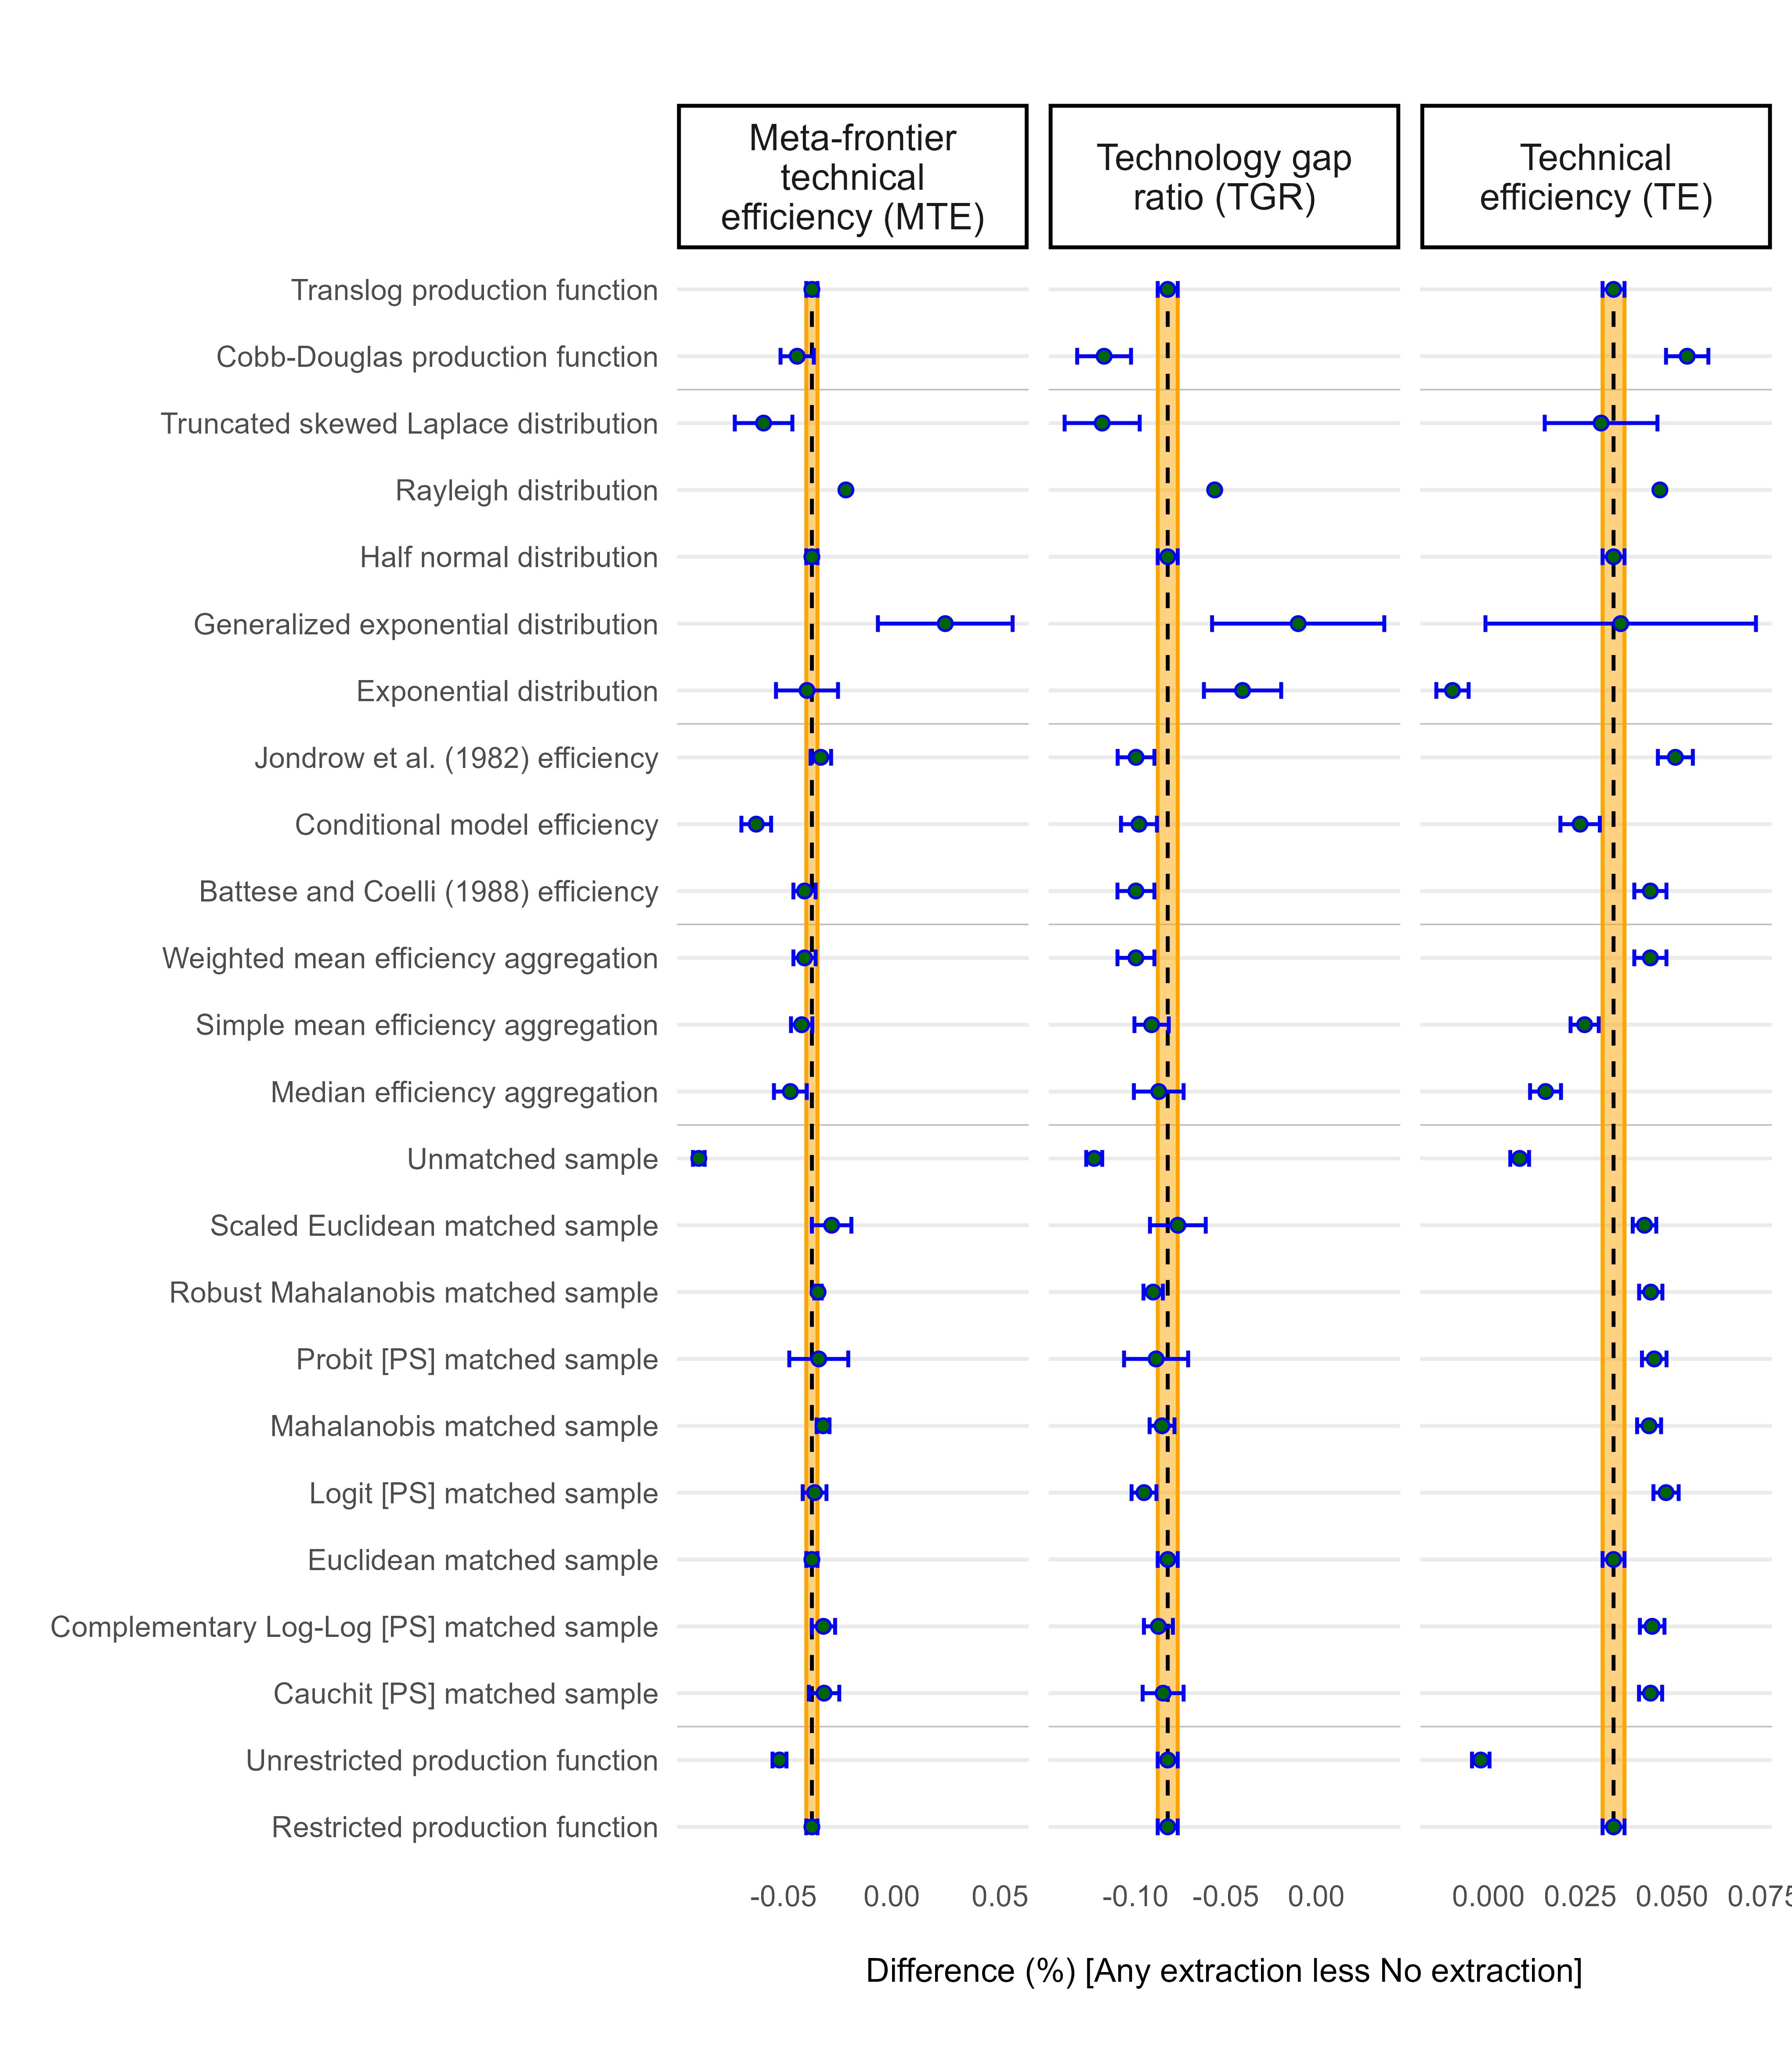 Meta-frontier
technical
efficiency (MTE)
Technology gap
ratio (TGR)
Technical
efficiency (TE)
Translog production function
Cobb-Douglas production function
Truncated skewed Laplace distribution
Rayleigh distribution
Half normal distribution
Generalized exponential distribution
Exponential distribution
Jondrow et al. (1982) efficiency
Conditional model efficiency
Battese and Coelli (1988) efficiency
Weighted mean efficiency aggregation
Simple mean efficiency aggregation
Median efficiency aggregation
Unmatched sample
Scaled Euclidean matched sample
Robust Mahalanobis matched sample
Probit [PS] matched sample
Mahalanobis matched sample
Logit [PS] matched sample
Euclidean matched sample
Complementary Log-Log [PS] matched sample
Cauchit [PS] matched sample
Unrestricted production function
Restricted production function
-0.05 0.00 0.05 -0.10 -0.05 0.00 0.000 0.025 0.050 0.075
Difference (%) [Any extraction less No extraction]